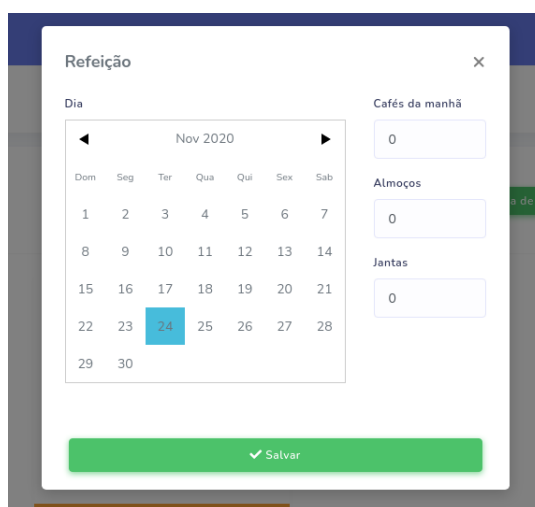 Refeição ×
Dia
Nov 2020
Dom Seg Ter Qua Qui Sex Sab
1 2 3 4 5 6 7
8 9 10 11 12 13 14
15 16 17 18 19 20 21
22 23 24 25 26 27 28
29 30
Cafés da manhã
0
Almoços
0
Jantas
0
a de
Salvar